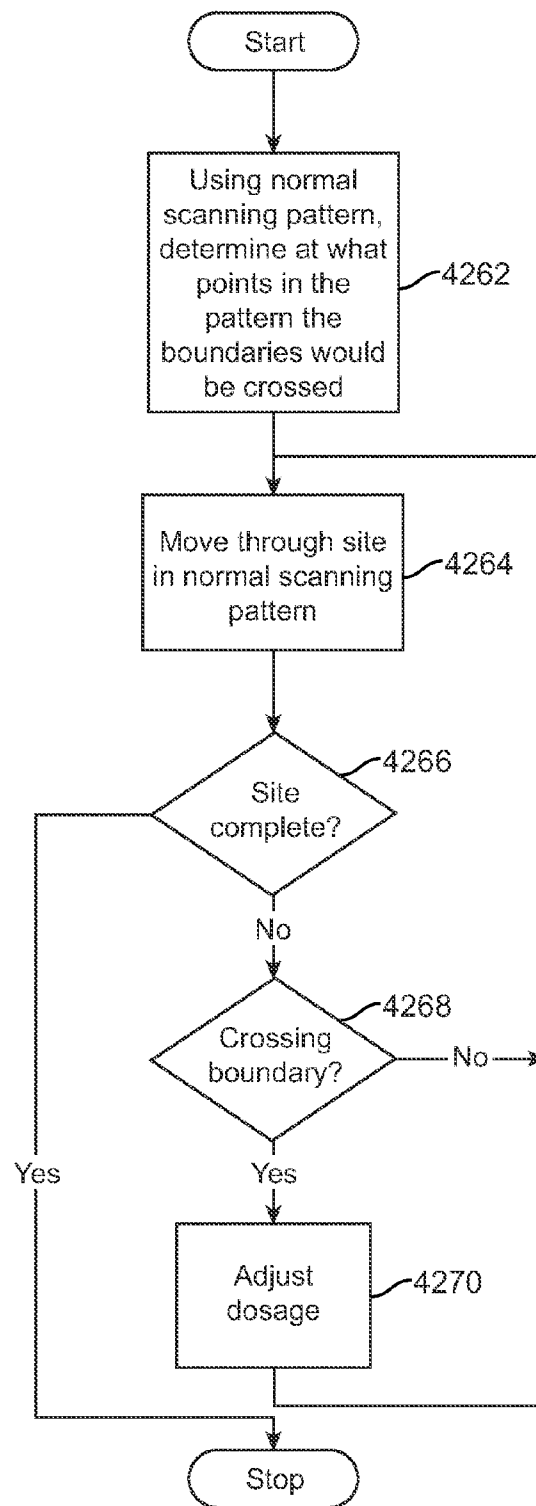 Start
Using normal
scanning pattern,
determine at what
points in the
pattern the
boundaries would
be crossed
4262
Move through site
in normal scanning
pattern
4264
4266
Site
complete?
No
4268
Crossing
boundary?
No
Yes
Yes
Adjust
dosage
4270
Stop